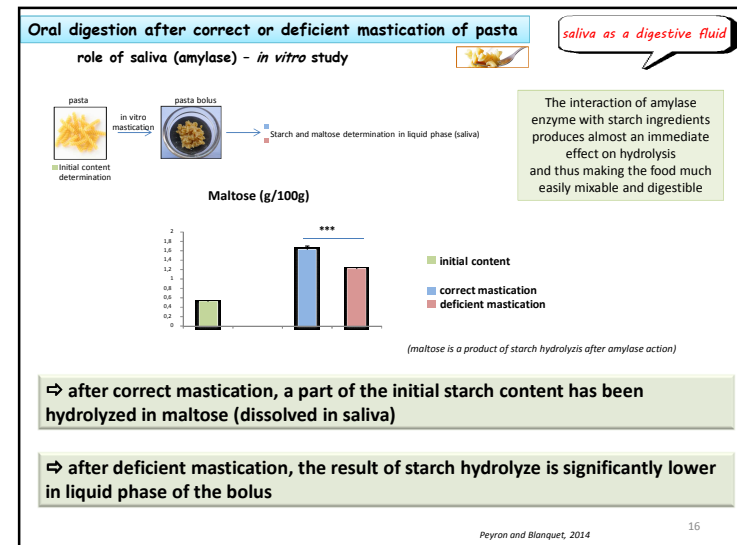 Oral digestion after correct or deficient mastication of pasta
saliva as a digestive fluid
role of saliva (amylase) – in vitro study
pasta
in vitro
mastication
pasta bolus
Starch and maltose determination in liquid phase (saliva)
Initial content
determination
The interaction of amylase
enzyme with starch ingredients
produces almost an immediate
effect on hydrolysis
and thus making the food much
easily mixable and digestible
Maltose (g/100g)
2
1,8
1,6
1,4
1,2
1
0,8
0,6
0,4
0,2
0
***
initial content
correct mastication
deficient mastication
(maltose is a product of starch hydrolyzis after amylase action)
⇨ after correct mastication, a part of the initial starch content has been
hydrolyzed in maltose (dissolved in saliva)
⇨ after deficient mastication, the result of starch hydrolyze is significantly lower
in liquid phase of the bolus
Peyron and Blanquet, 2014
16